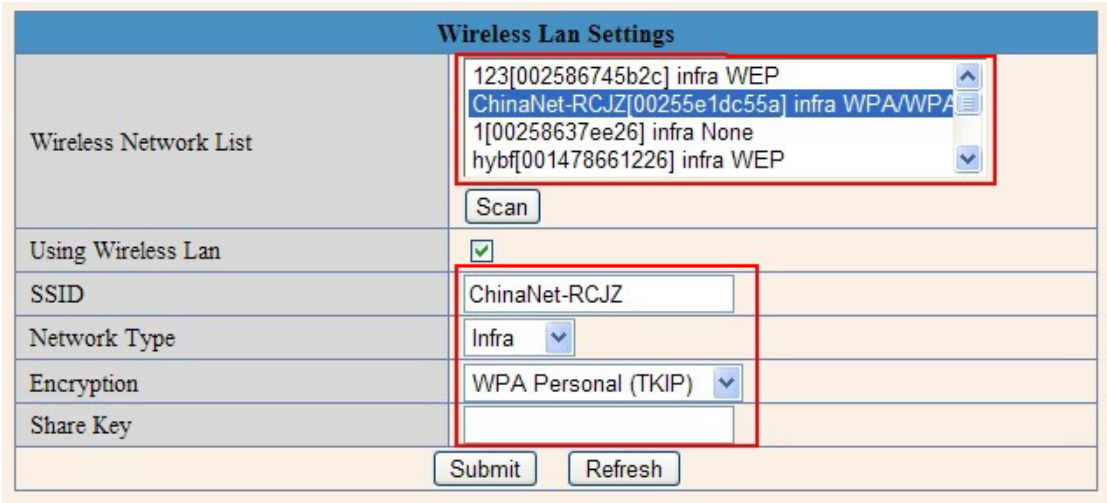 Wireless Lan Settings
Wireless Network List
123[002586745b2c] infra WEP
ChinaNet-RCJZ[00255e1dc55a] infra WPA/WPA
1[00258637ee26] infra None
hybf[001478661226] infra WEP
Scan
Using Wireless Lan
SSID ChinaNet-RCJZ
Network Type Infra
Encryption WPA Personal (TKIP)
Share Key
Submit Refresh